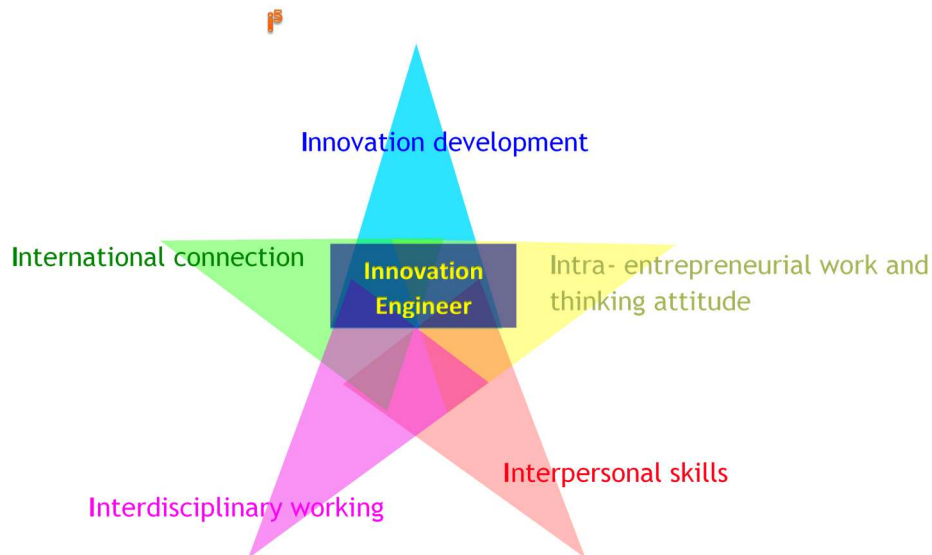 i⁵
Innovation development
International connection
Innovation
Engineer
Intra- entrepreneurial work and
thinking attitude
Interpersonal skills
Interdisciplinary working